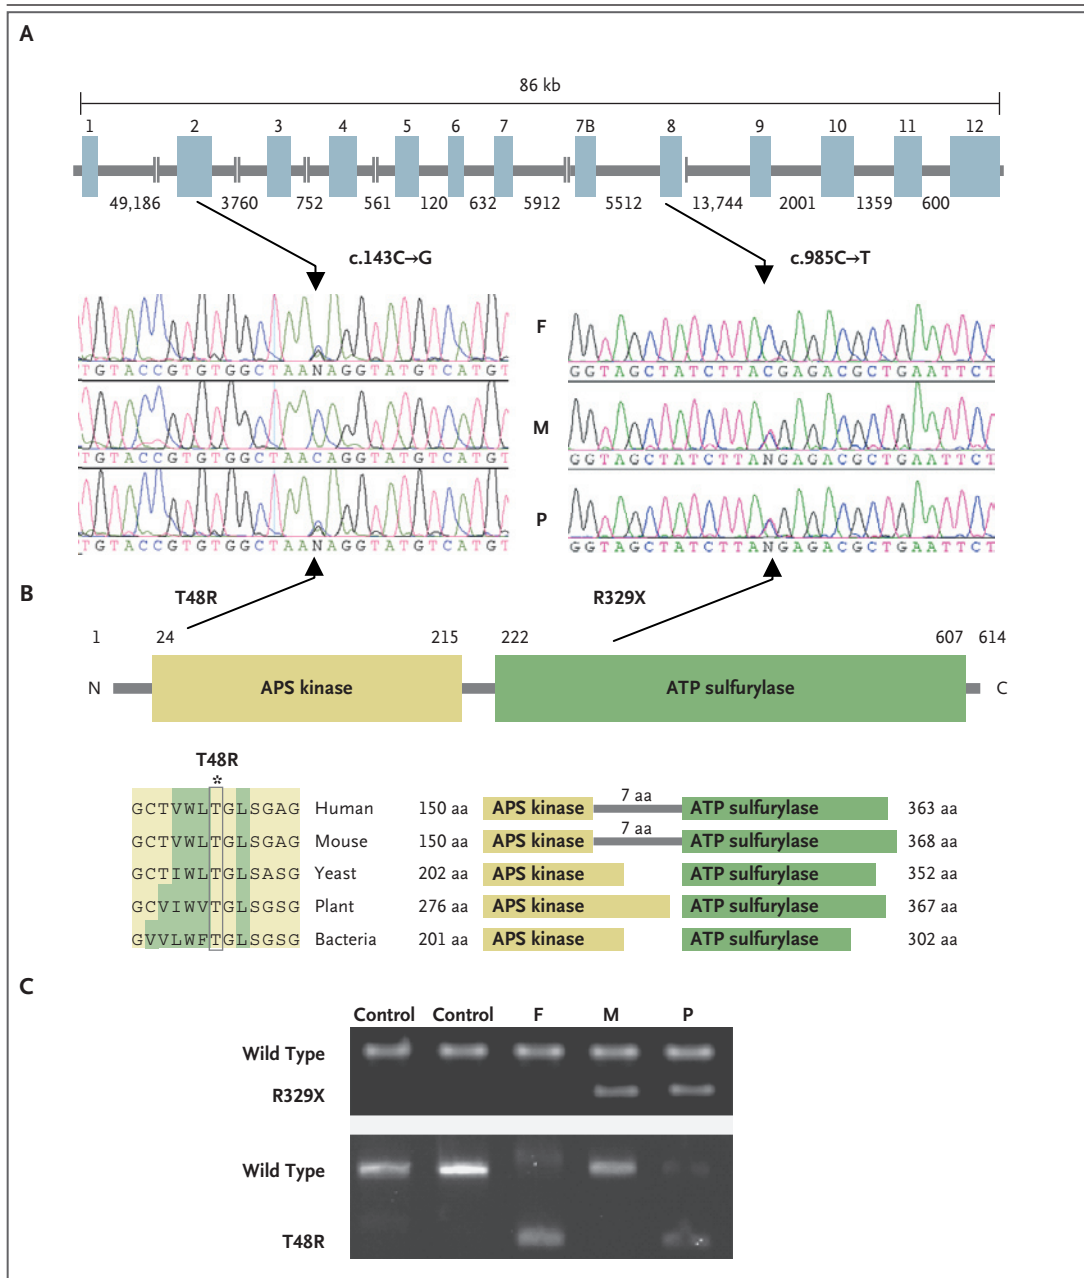 A
86 kb
1 2 3 4 5 6 7 7B 8 9 10 11 12
49,186 3760 752 561 120 632 5912 5512 13,744 2001 1359 600
c.143C→G c.985C→T
F
TGTACCGTGTGGCTAANAGGTATGTCATGT GGTAGCTATCTTACGAGACGCTGAATTCT
M
TGTACCGTGTGGCTAACAGGTATGTCATGT GGTAGCTATCTTANGAGACGCTGAATTCT
P
TGTACCGTGTGGCTAANAGGTATGTCATGT GGTAGCTATCTTANGAGACGCTGAATTCT
B
T48R R329X
1 24 215 222 607 614
N APS kinase ATP sulfurylase C
T48R
*
GCTVWLTGLSGAG Human 150 aa APS kinase 7 aa ATP sulfurylase 363 aa
GCTVWLTGLSGAG Mouse 150 aa APS kinase 7 aa ATP sulfurylase 368 aa
GCTIWLTGLSASG Yeast 202 aa APS kinase ATP sulfurylase 352 aa
GCVIWVTGLSGSG Plant 276 aa APS kinase ATP sulfurylase 367 aa
GVVLWFTGLSGSG Bacteria 201 aa APS kinase ATP sulfurylase 302 aa
C
Control Control F M P
Wild Type
R329X
Wild Type
T48R